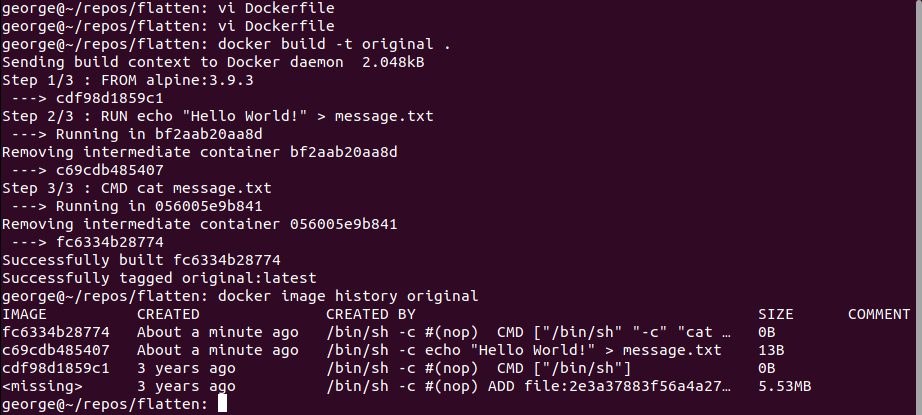 george@~/repos/flatten: vi Dockerfile
george@~/repos/flatten: vi Dockerfile
george@~/repos/flatten: docker build -t original .
Sending build context to Docker daemon  2.048kB
Step 1/3 : FROM alpine:3.9.3
 ---> cdf98d1859c1
Step 2/3 : RUN echo "Hello World!" > message.txt
 ---> Running in bf2aab20aa8d
Removing intermediate container bf2aab20aa8d
 ---> c69cdb485407
Step 3/3 : CMD cat message.txt
 ---> Running in 056005e9b841
Removing intermediate container 056005e9b841
 ---> fc6334b28774
Successfully built fc6334b28774
Successfully tagged original:latest
george@~/repos/flatten: docker image history original
IMAGE          CREATED              CREATED BY                                      SIZE      COMMENT
fc6334b28774   About a minute ago   /bin/sh -c #(nop)  CMD ["/bin/sh" "-c" "cat …   0B
c69cdb485407   About a minute ago   /bin/sh -c echo "Hello World!" > message.txt    13B
cdf98d1859c1   3 years ago          /bin/sh -c #(nop)  CMD ["/bin/sh"]              0B
<missing>      3 years ago          /bin/sh -c #(nop) ADD file:2e3a37883f56a4a27…   5.53MB
george@~/repos/flatten: